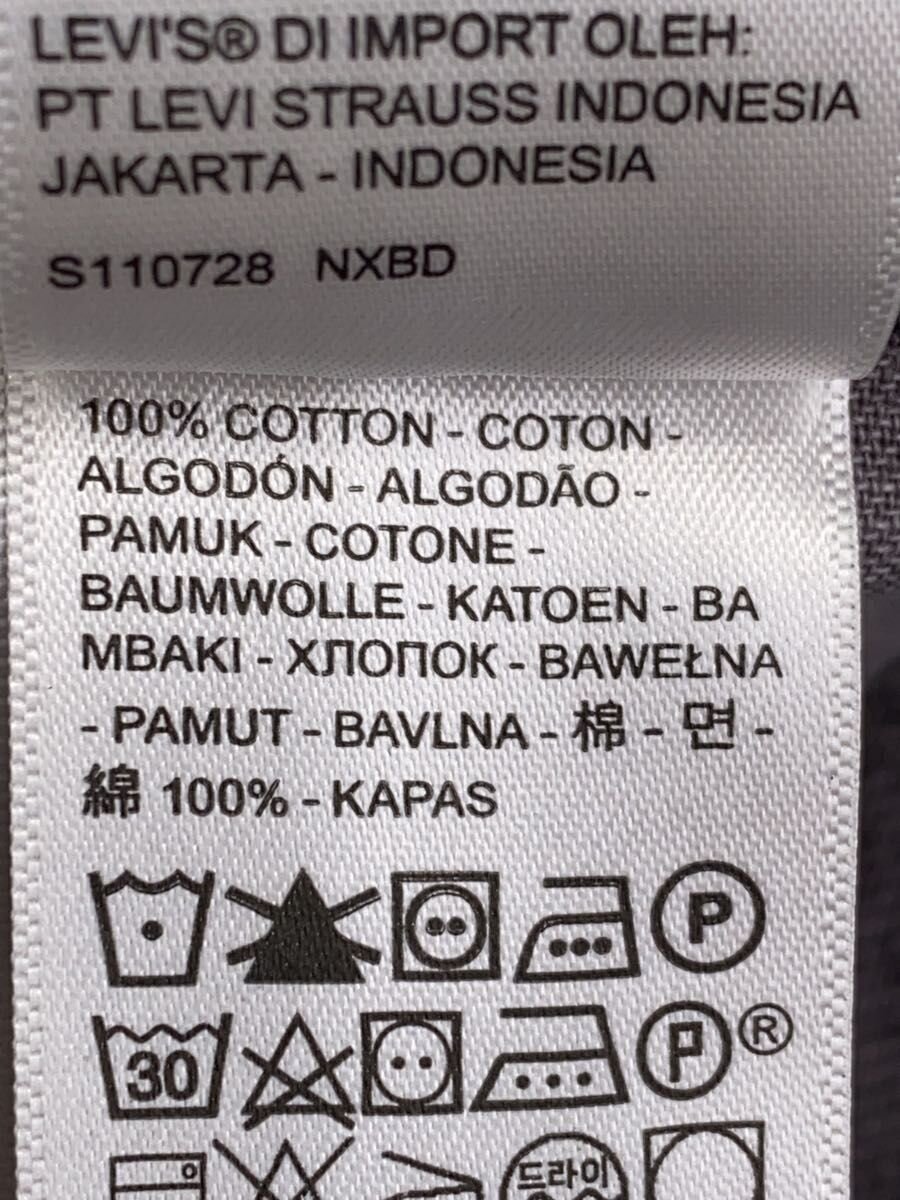 LEVI'S® DI IMPORT OLEH:
PT LEVI STRAUSS INDONESIA
JAKARTA - INDONESIA
S110728 NXBD
100% COTTON - COTON -
ALGODÓN - ALGODÃO -
PAMUK - COTONE -
BAUMWOLLE - KATOEN - BA
MBAKI - ХЛОПОК - BAWEŁNA
- PAMUT - BAVLNA - 棉 - 면 -
綿 100% - KAPAS
P
30 P ®
드라이